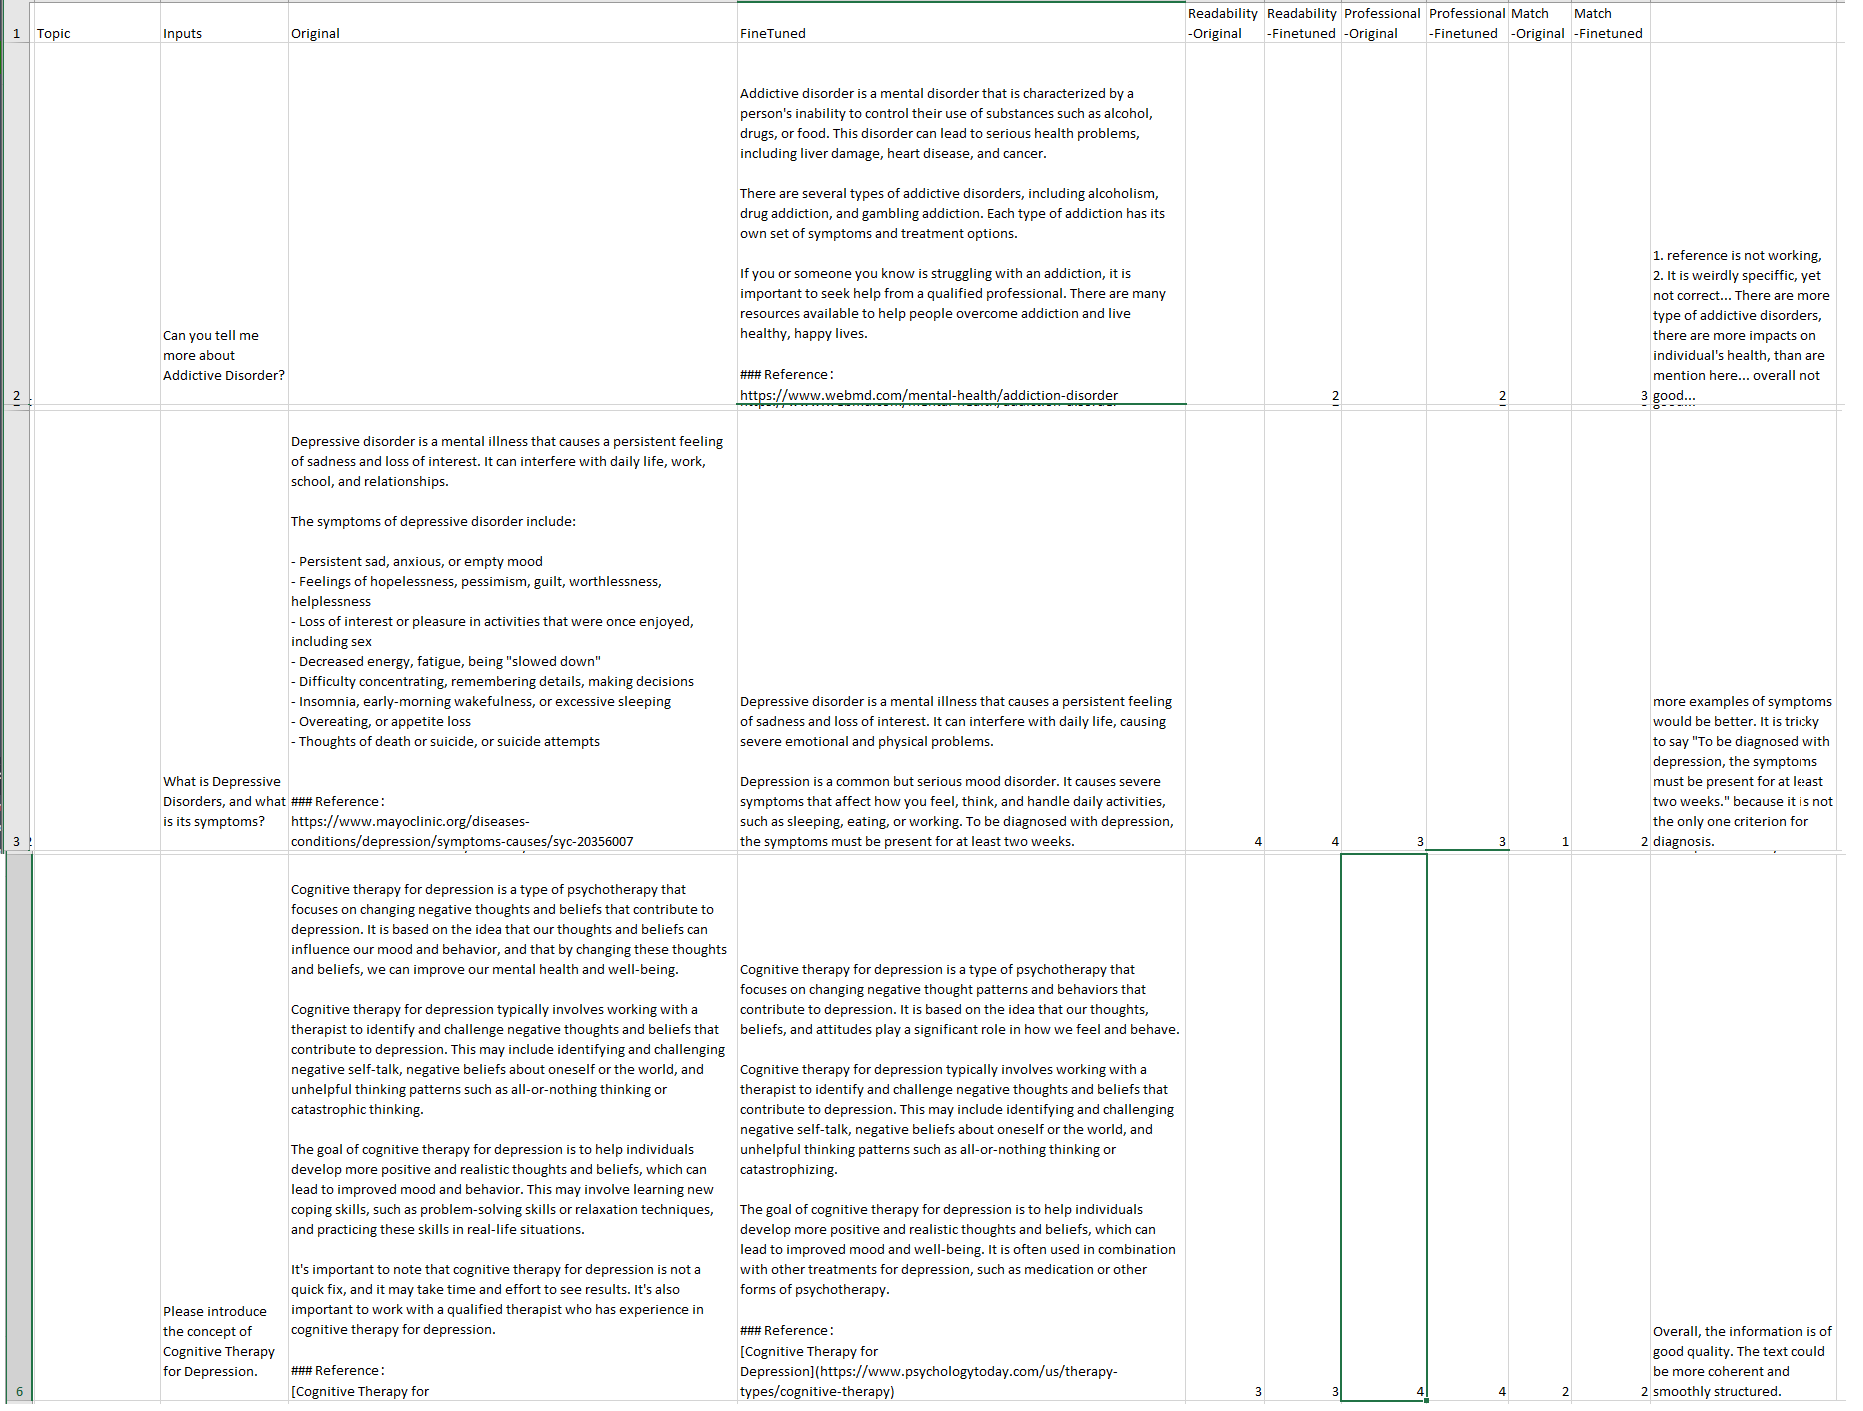 Topic
Inputs
Original
FineTuned
Readability
-Original
Readability
-Finetuned
Professional
-Original
Professional
-Finetuned
Match
-Original
Match
-Finetuned
1
2
Can you tell me
more about
Addictive Disorder?
Addictive disorder is a mental disorder that is characterized by a
person's inability to control their use of substances such as alcohol,
drugs, or food. This disorder can lead to serious health problems,
including liver damage, heart disease, and cancer.
There are several types of addictive disorders, including alcoholism,
drug addiction, and gambling addiction. Each type of addiction has its
own set of symptoms and treatment options.
If you or someone you know is struggling with an addiction, it is
important to seek help from a qualified professional. There are many
resources available to help people overcome addiction and live
healthy, happy lives.
### Reference:
https://www.webmd.com/mental-health/addiction-disorder
2
2
3
1. reference is not working,
2. It is weirdly speciffic, yet
not correct... There are more
type of addictive disorders,
there are more impacts on
individual's health, than are
mention here... overall not
good...
3
What is Depressive
Disorders, and what
is its symptoms?
Depressive disorder is a mental illness that causes a persistent feeling
of sadness and loss of interest. It can interfere with daily life, work,
school, and relationships.
The symptoms of depressive disorder include:
- Persistent sad, anxious, or empty mood
- Feelings of hopelessness, pessimism, guilt, worthlessness,
helplessness
- Loss of interest or pleasure in activities that were once enjoyed,
including sex
- Decreased energy, fatigue, being "slowed down"
- Difficulty concentrating, remembering details, making decisions
- Insomnia, early-morning wakefulness, or excessive sleeping
- Overeating, or appetite loss
- Thoughts of death or suicide, or suicide attempts
### Reference:
https://www.mayoclinic.org/diseases-
conditions/depression/symptoms-causes/syc-20356007
Depressive disorder is a mental illness that causes a persistent feeling
of sadness and loss of interest. It can interfere with daily life, causing
severe emotional and physical problems.
Depression is a common but serious mood disorder. It causes severe
symptoms that affect how you feel, think, and handle daily activities,
such as sleeping, eating, or working. To be diagnosed with depression,
the symptoms must be present for at least two weeks.
4
4
3
3
1
2
more examples of symptoms
would be better. It is tricky
to say "To be diagnosed with
depression, the symptoms
must be present for at least
two weeks." because it is not
the only one criterion for
diagnosis.
6
Please introduce
the concept of
Cognitive Therapy
for Depression.
Cognitive therapy for depression is a type of psychotherapy that
focuses on changing negative thoughts and beliefs that contribute to
depression. It is based on the idea that our thoughts and beliefs can
influence our mood and behavior, and that by changing these thoughts
and beliefs, we can improve our mental health and well-being.
Cognitive therapy for depression typically involves working with a
therapist to identify and challenge negative thoughts and beliefs that
contribute to depression. This may include identifying and challenging
negative self-talk, negative beliefs about oneself or the world, and
unhelpful thinking patterns such as all-or-nothing thinking or
catastrophic thinking.
The goal of cognitive therapy for depression is to help individuals
develop more positive and realistic thoughts and beliefs, which can
lead to improved mood and behavior. This may involve learning new
coping skills, such as problem-solving skills or relaxation techniques,
and practicing these skills in real-life situations.
It's important to note that cognitive therapy for depression is not a
quick fix, and it may take time and effort to see results. It's also
important to work with a qualified therapist who has experience in
cognitive therapy for depression.
### Reference:
[Cognitive Therapy for
Cognitive therapy for depression is a type of psychotherapy that
focuses on changing negative thought patterns and behaviors that
contribute to depression. It is based on the idea that our thoughts,
beliefs, and attitudes play a significant role in how we feel and behave.
Cognitive therapy for depression typically involves working with a
therapist to identify and challenge negative thoughts and beliefs that
contribute to depression. This may include identifying and challenging
negative self-talk, negative beliefs about oneself or the world, and
unhelpful thinking patterns such as all-or-nothing thinking or
catastrophizing.
The goal of cognitive therapy for depression is to help individuals
develop more positive and realistic thoughts and beliefs, which can
lead to improved mood and well-being. It is often used in combination
with other treatments for depression, such as medication or other
forms of psychotherapy.
### Reference:
[Cognitive Therapy for
Depression](https://www.psychologytoday.com/us/therapy-
types/cognitive-therapy)
3
3
4
4
2
2
Overall, the information is of
good quality. The text could
be more coherent and
smoothly structured.